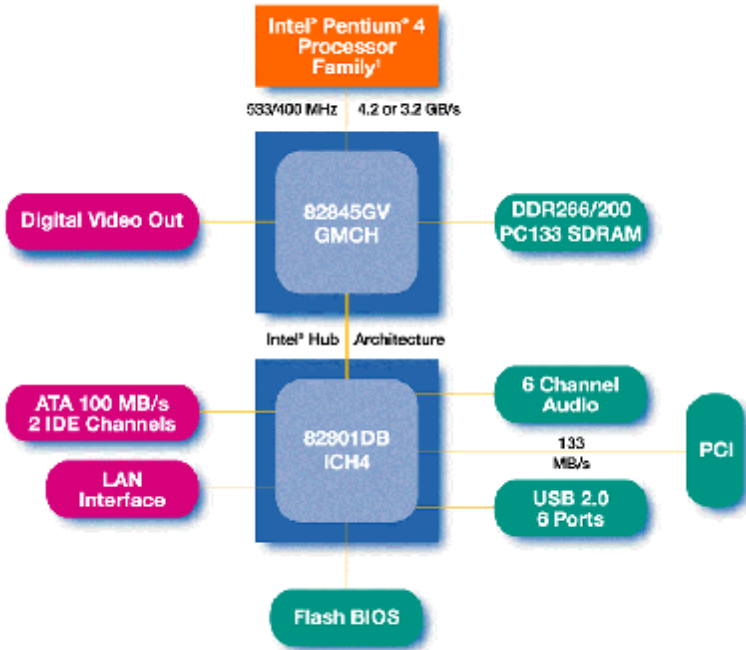 Intel® Pentium® 4
Processor
Family¹
533/400 MHz
4.2 or 3.2 GB/s
82845GV
GMCH
Digital Video Out
DDR266/200
PC133 SDRAM
Intel® Hub
Architecture
ATA 100 MB/s
2 IDE Channels
LAN
Interface
82801DB
ICH4
6 Channel
Audio
133
MB/s
PCI
USB 2.0
6 Ports
Flash BIOS